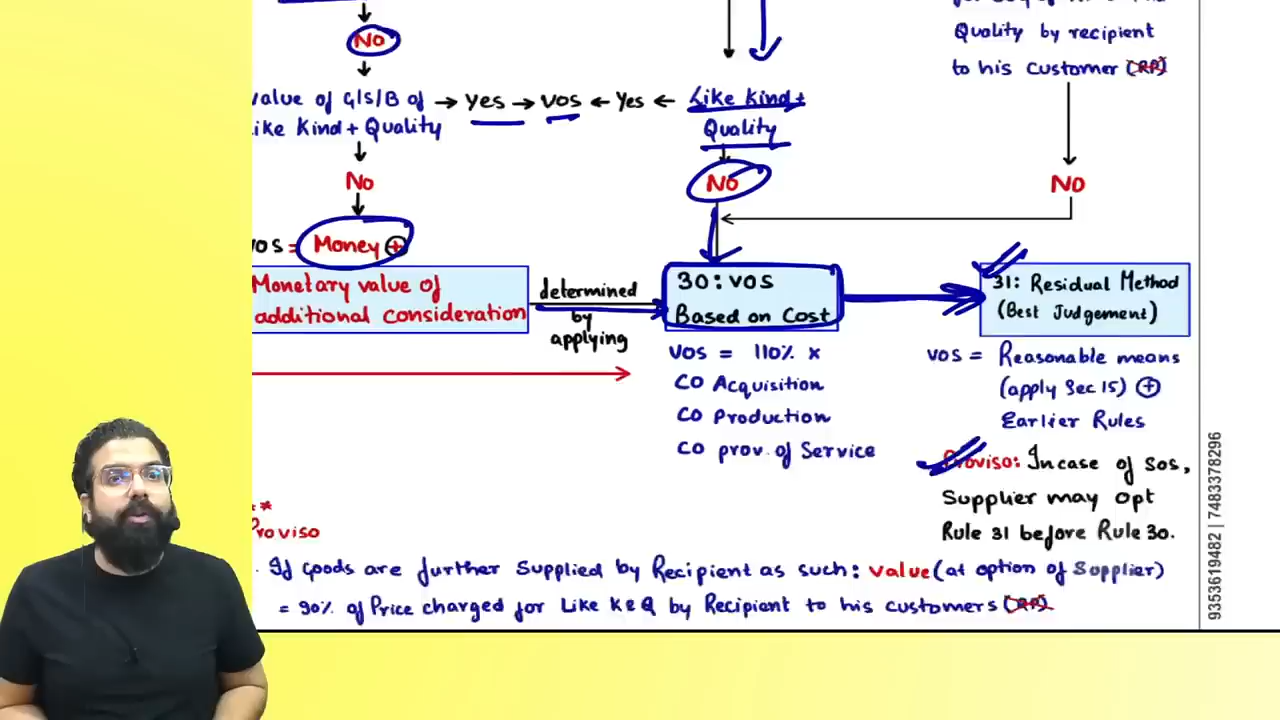 Quality by recipient
to his customer (RP)
No
value of G/S/B of → Yes → VOS ← Yes ← Like Kind +
Like Kind + Quality
Quality
No
NO
NO
VOS = Money +
Monetary value of
additional consideration
determined
by
applying
30: VOS
Based on Cost
31: Residual Method
(Best Judgement)
VOS = 110% x
CO Acquisition
CO Production
CO prov. of Service
VOS = Reasonable means
(apply Sec 15) +
Earlier Rules
Proviso: Incase of SOS,
Supplier may opt
Rule 31 before Rule 30.
**
Proviso
If Goods are further Supplied by Recipient as such: value (at option of Supplier)
= 90% of Price charged for Like K&Q by Recipient to his customers (RP)
9353619482 | 7483378296